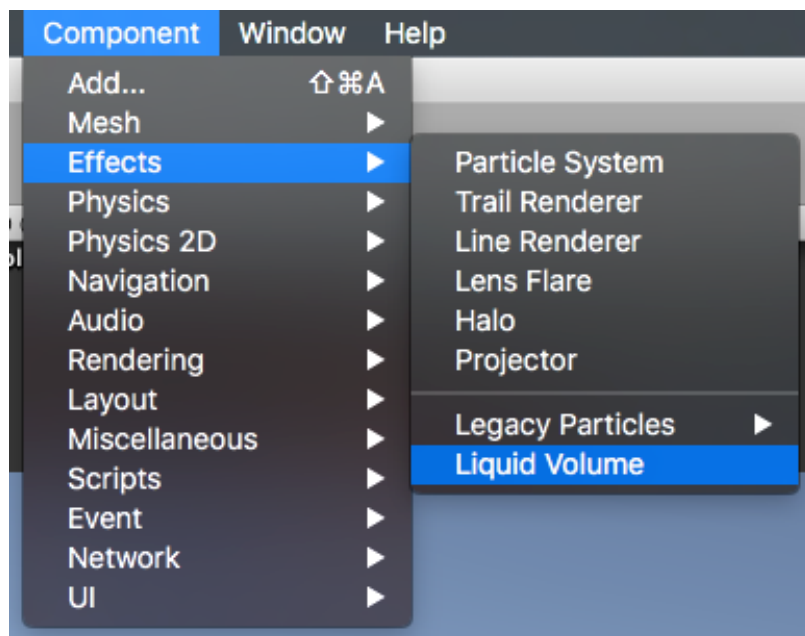 Component Window Help
Add... ⇧⌘A
Mesh
Effects
Physics
Physics 2D
Navigation
Audio
Rendering
Layout
Miscellaneous
Scripts
Event
Network
UI
Particle System
Trail Renderer
Line Renderer
Lens Flare
Halo
Projector
Legacy Particles
Liquid Volume